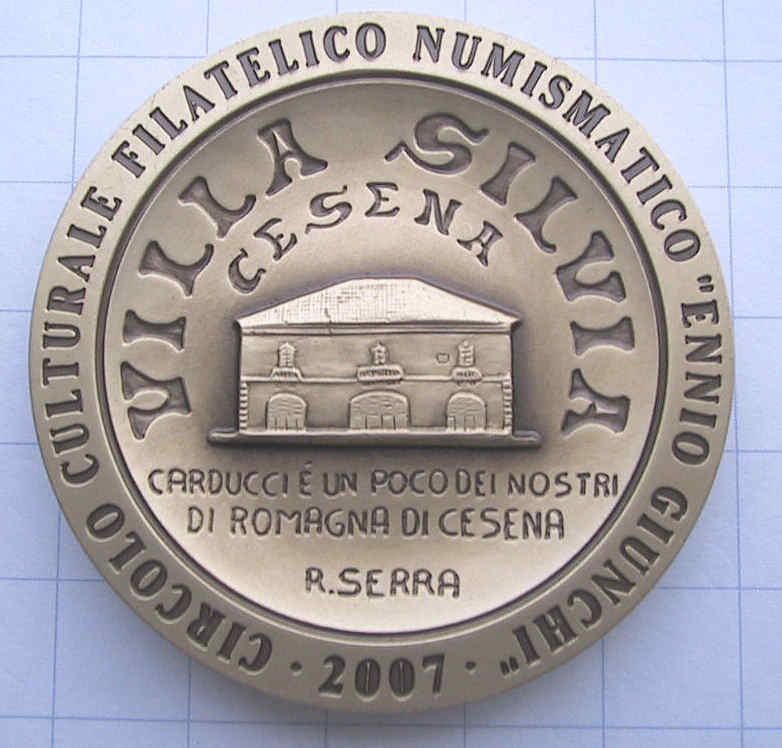 CIRCOLO CULTURALE FILATELICO NUMISMATICO "ENNIO GIUNCHI"
· 2007 ·
VILLA SILVIA
CESENA
CARDUCCI É UN POCO DEI NOSTRI
DI ROMAGNA DI CESENA
R.SERRA